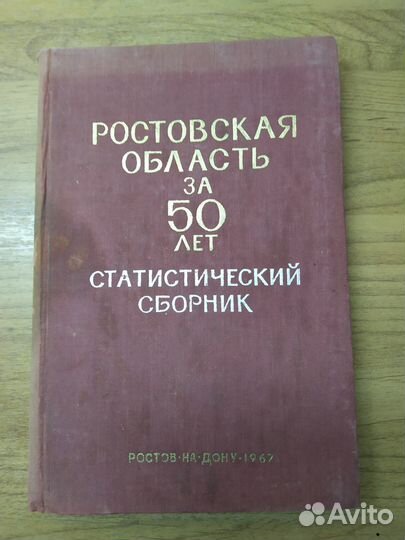 РОСТОВСКАЯ
ОБЛАСТЬ
ЗА
50
ЛЕТ
СТАТИСТИЧЕСКИЙ
СБОРНИК
РОСТОВ·НА·ДОНУ·1967
Avito